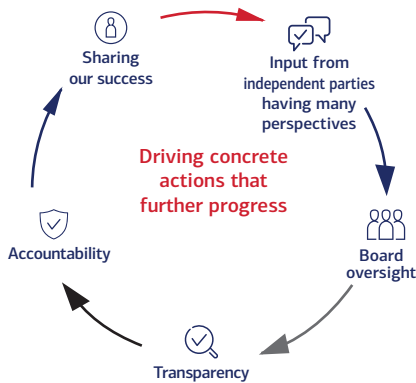 Sharing
our success
Input from
independent parties
having many
perspectives
Driving concrete
actions that
further progress
Accountability
Board
oversight
Transparency